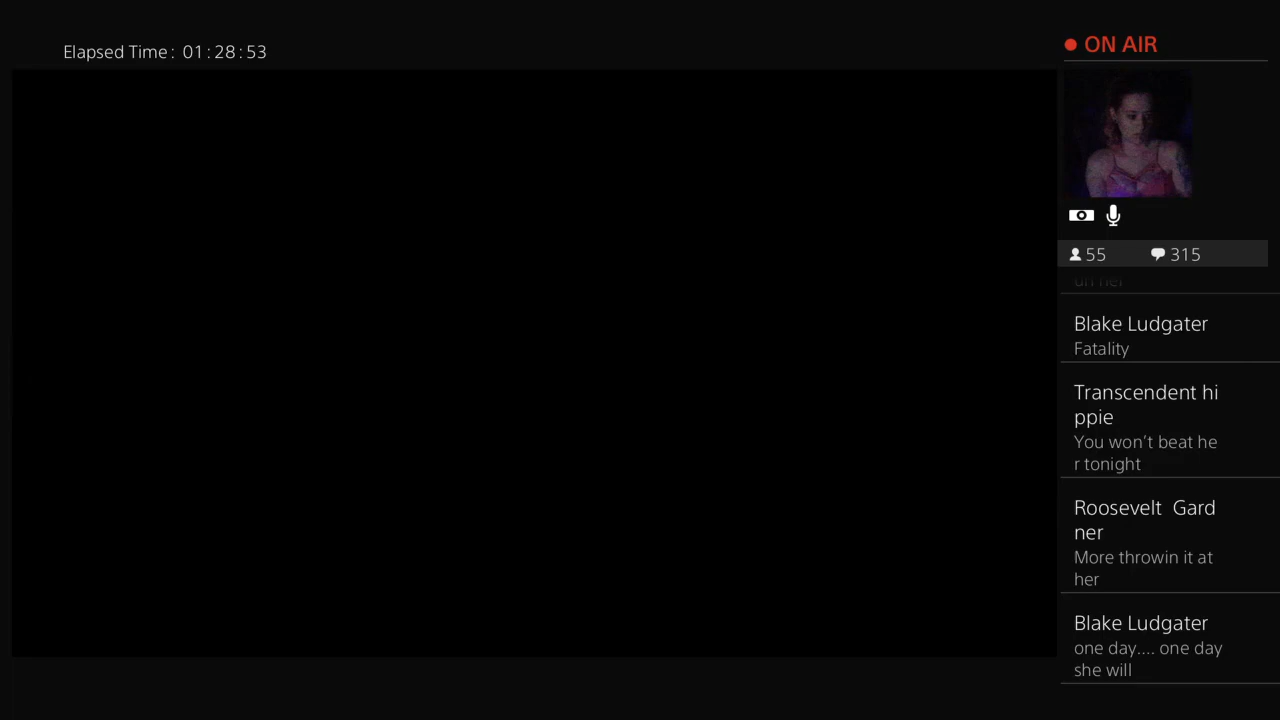 Elapsed Time: 01:28:53
ON AIR
55 315
Blake Ludgater
Fatality
Transcendent hi
ppie
You won't beat he
r tonight
Roosevelt Gard
ner
More throwin it at
her
Blake Ludgater
one day.... one day
she will